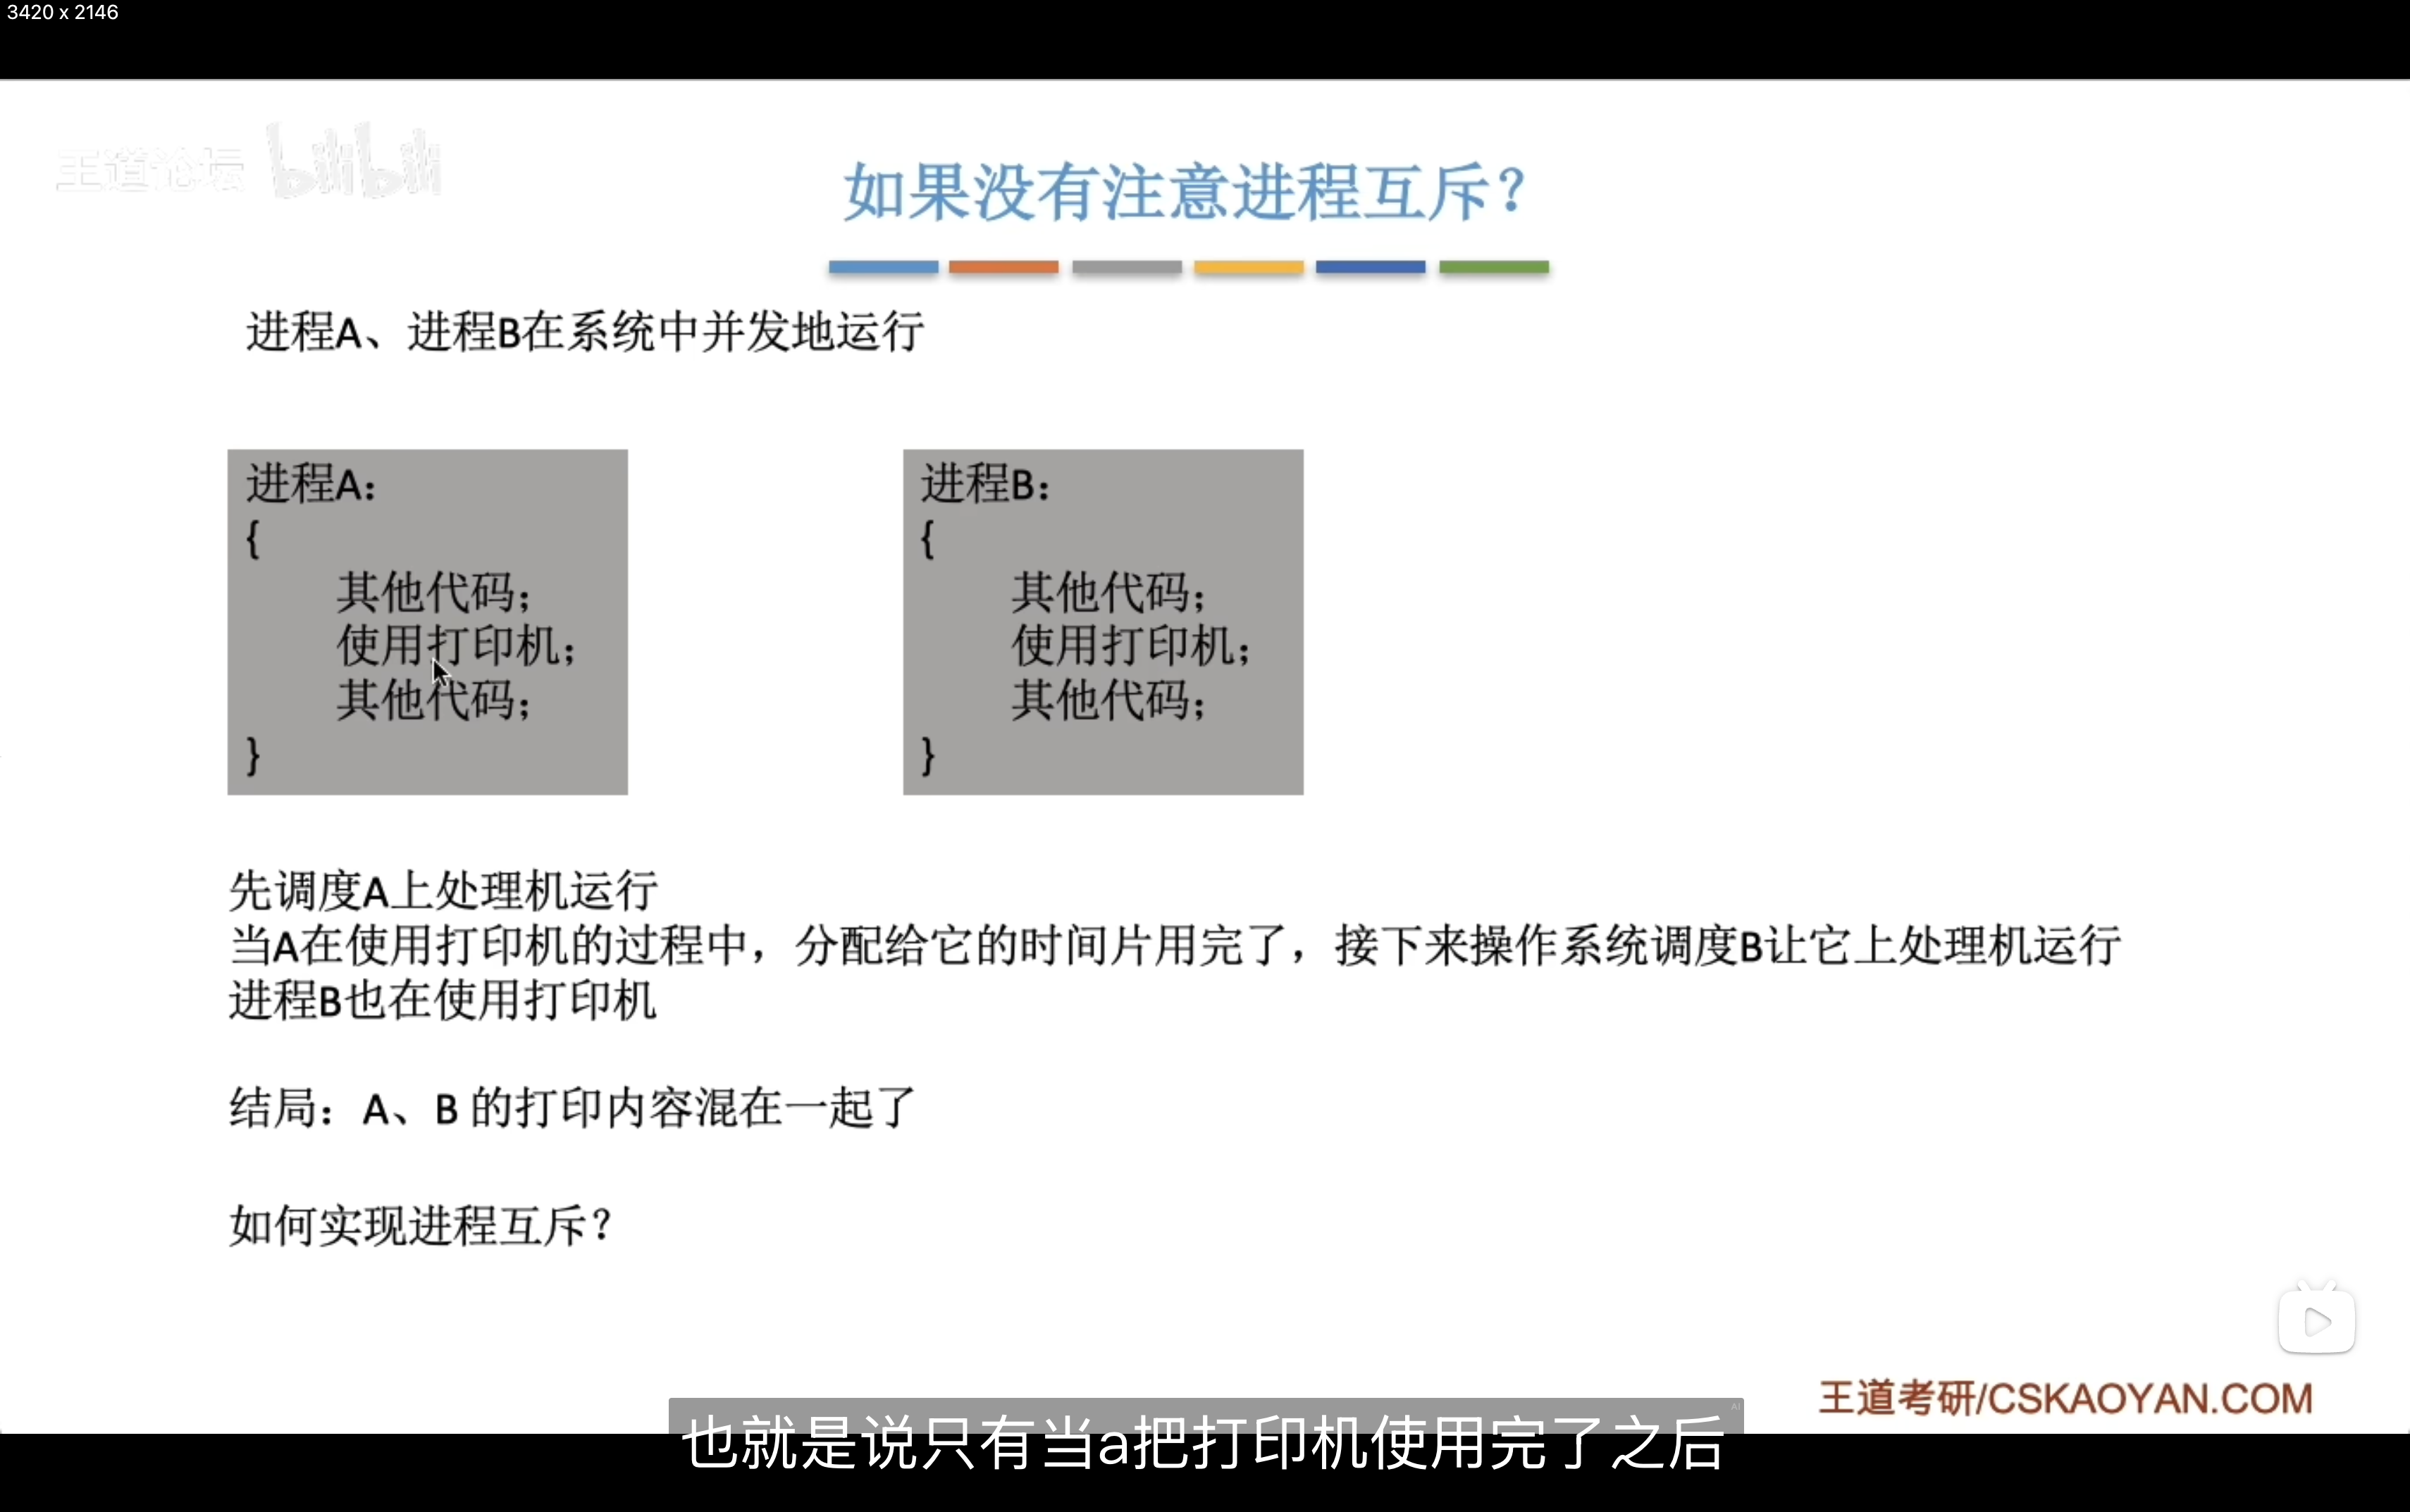 3420 x 2146
王道论坛 bilibili
如果没有注意进程互斥？
进程A、进程B在系统中并发地运行
进程A：
{
其他代码；
使用打印机；
其他代码；
}
进程B：
{
其他代码；
使用打印机；
其他代码；
}
先调度A上处理机运行
当A在使用打印机的过程中，分配给它的时间片用完了，接下来操作系统调度B让它上处理机运行
进程B也在使用打印机
结局：A、B 的打印内容混在一起了
如何实现进程互斥？
王道考研/CSKAOYAN.COM
AI
也就是说只有当a把打印机使用完了之后